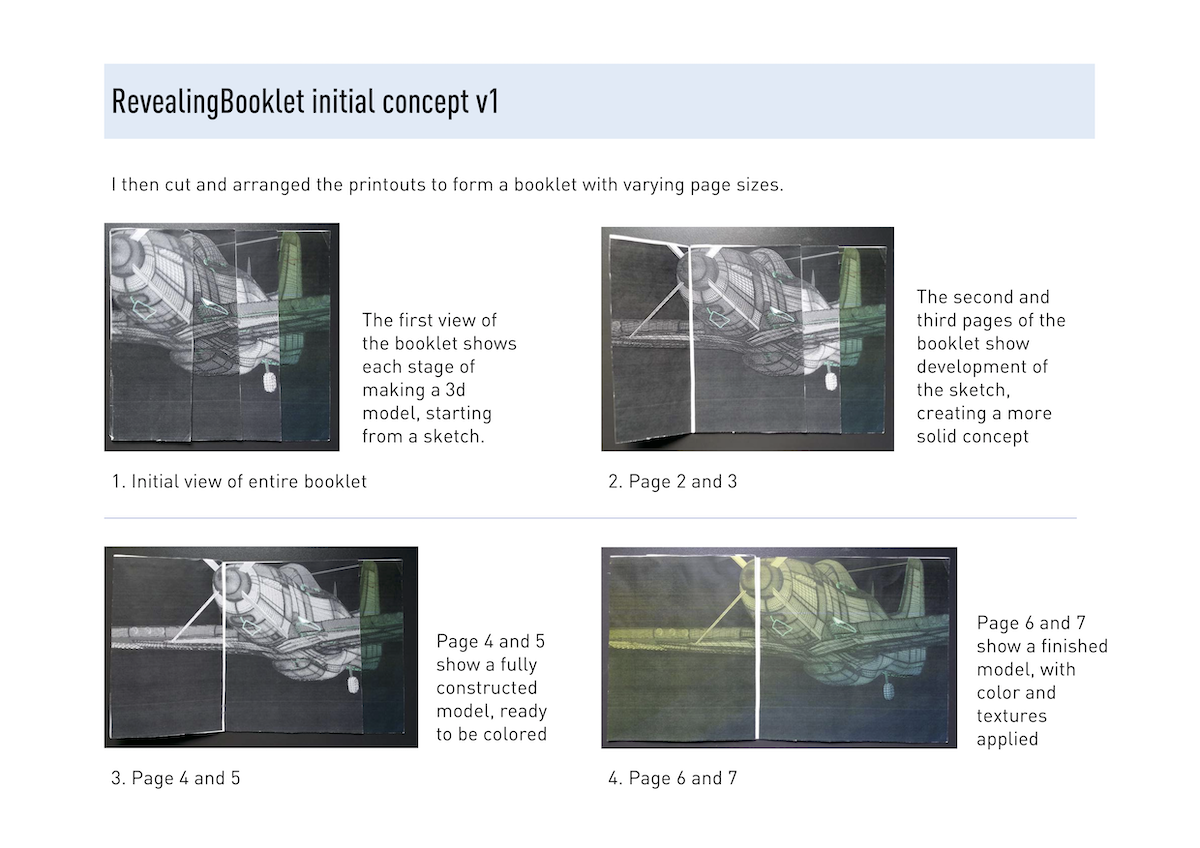 RevealingBooklet initial concept v1
I then cut and arranged the printouts to form a booklet with varying page sizes.
The first view of
the booklet shows
each stage of
making a 3d
model, starting
from a sketch.
1. Initial view of entire booklet
The second and
third pages of the
booklet show
development of
the sketch,
creating a more
solid concept
2. Page 2 and 3
Page 4 and 5
show a fully
constructed
model, ready
to be colored
3. Page 4 and 5
Page 6 and 7
show a finished
model, with
color and
textures
applied
4. Page 6 and 7